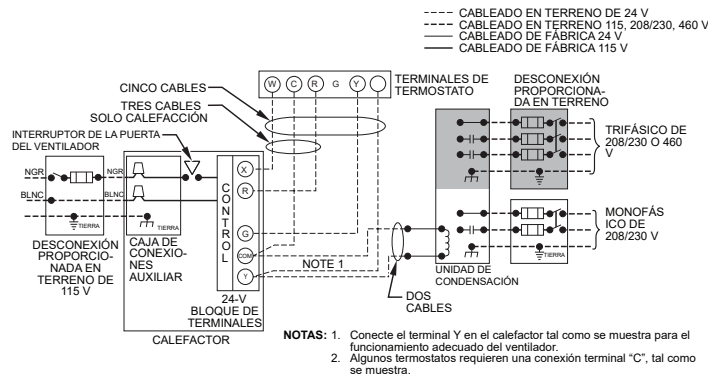 CABLEADO EN TERRENO DE 24 V
CABLEADO EN TERRENO 115, 208/230, 460 V
CABLEADO DE FÁBRICA 24 V
CABLEADO DE FÁBRICA 115 V
CINCO CABLES
TRES CABLES
SOLO CALEFACCIÓN
INTERRUPTOR DE LA PUERTA
DEL VENTILADOR
W C R G Y
TERMINALES DE
TERMOSTATO
DESCONEXIÓN
PROPORCIONA-
DA EN TERRENO
TRIFÁSICO DE
208/230 O 460
V
NGR
NGR
BLNC
BLNC
TIERRA
TIERRA
DESCONEXIÓN
PROPORCIO-
NADA EN
TERRENO DE
115 V
CAJA DE
CONEXIO-
NES
AUXILIAR
CONTROL
X
R
G
COM
Y
24-V
BLOQUE DE
TERMINALES
CALEFACTOR
NOTE 1
DOS
CABLES
UNIDAD DE
CONDENSACIÓN
TIERRA
MONOFÁS
ICO DE
208/230 V
NOTAS: 1. Conecte el terminal Y en el calefactor tal como se muestra para el
funcionamiento adecuado del ventilador.
2. Algunos termostatos requieren una conexión terminal “C”, tal como
se muestra.